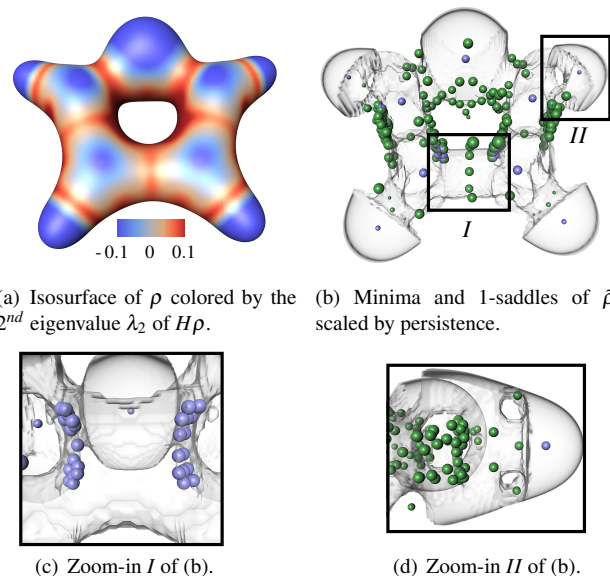 - 0.1 0 0.1
II
I
(a) Isosurface of ρ colored by the
2nd eigenvalue λ2 of Hρ.
(b) Minima and 1-saddles of ρ̂
scaled by persistence.
(c) Zoom-in I of (b).
(d) Zoom-in II of (b).